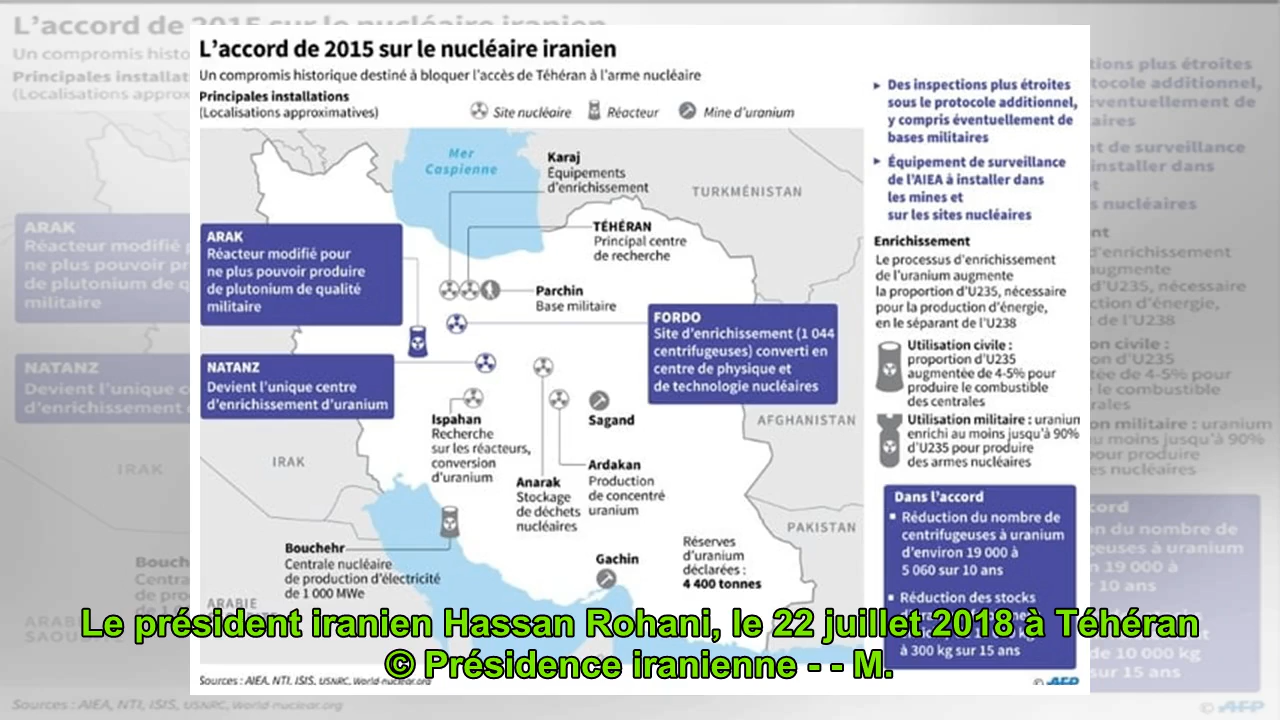 L'accord de 2015 sur le nucléaire iranien
Un compromis historique destiné à bloquer l'accès de Téhéran à l'arme nucléaire
Principales installations
(Localisations approximatives)
Site nucléaire
Réacteur
Mine d'uranium
Mer
Caspienne
Karaj
Équipements
d'enrichissement
TURKMÉNISTAN
TÉHÉRAN
Principal centre
de recherche
ARAK
Réacteur modifié pour
ne plus pouvoir produire
de plutonium de qualité
militaire
Parchin
Base militaire
FORDO
Site d'enrichissement (1 044
centrifugeuses) converti en
centre de physique et
de technologie nucléaires
NATANZ
Devient l'unique centre
d'enrichissement d'uranium
Ispahan
Recherche
sur les réacteurs,
conversion
d'uranium
Sagand
AFGHANISTAN
IRAK
Anarak
Stockage
de déchets
nucléaires
Ardakan
Production
de concentré
uranium
PAKISTAN
Bouchehr
Centrale nucléaire
de production d'électricité
de 1 000 MWe
Gachin
Réserves
d'uranium
déclarées :
4 400 tonnes
ARABIE
Des inspections plus étroites
sous le protocole additionnel,
y compris éventuellement de
bases militaires
Équipement de surveillance
de l'AIEA à installer dans
les mines et
sur les sites nucléaires
Enrichissement
Le processus d'enrichissement
de l'uranium augmente
la proportion d'U235, nécessaire
pour la production d'énergie,
en le séparant de l'U238
Utilisation civile :
proportion d'U235
augmentée de 4-5% pour
produire le combustible
des centrales
Utilisation militaire : uranium
enrichi au moins jusqu'à 90%
d'U235 pour produire
des armes nucléaires
Dans l'accord
Réduction du nombre de
centrifugeuses à uranium
d'environ 19 000 à
5 060 sur 10 ans
Réduction des stocks
à 300 kg sur 15 ans
Le président iranien Hassan Rohani, le 22 juillet 2018 à Téhéran
© Présidence iranienne - - M.
Sources : AIEA, NTI, ISIS, USNRC, World-nuclear.org
© AFP